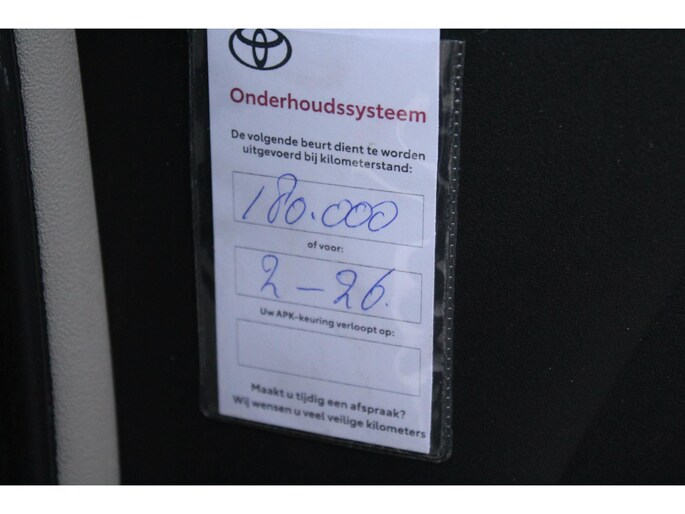 Onderhoudssysteem
De volgende beurt dient te worden
uitgevoerd bij kilometerstand:
180.000
of voor:
2-26.
Uw APK-keuring verloopt op:
Maakt u tijdig een afspraak?
Wij wensen u veel veilige kilometers